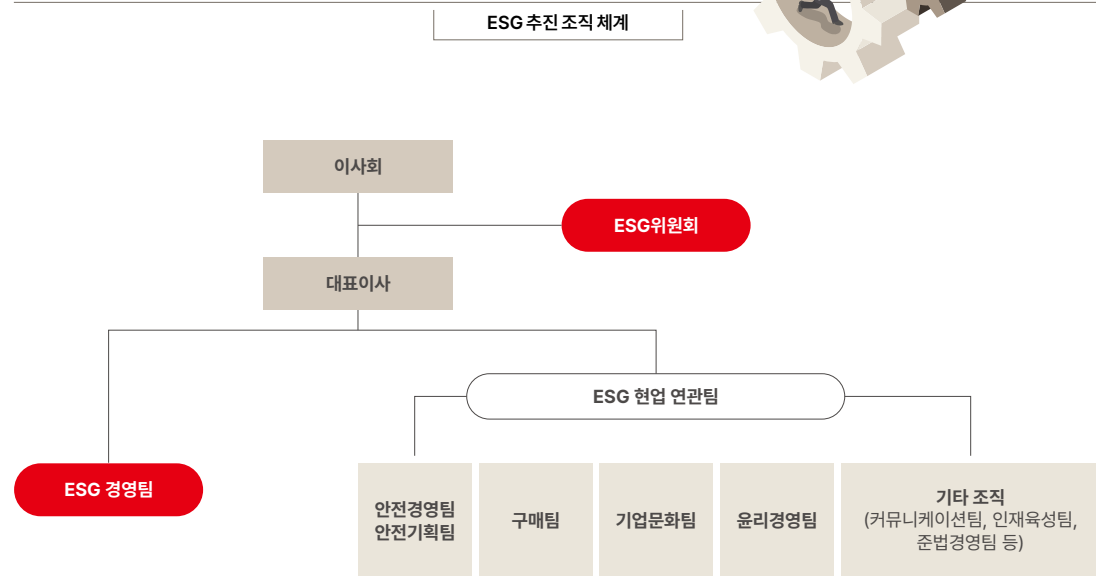 ESG 추진 조직 체계
이사회
ESG위원회
대표이사
ESG 현업 연관팀
ESG 경영팀
안전경영팀
안전기획팀
구매팀
기업문화팀
윤리경영팀
기타 조직
(커뮤니케이션팀, 인재육성팀,
준법경영팀 등)